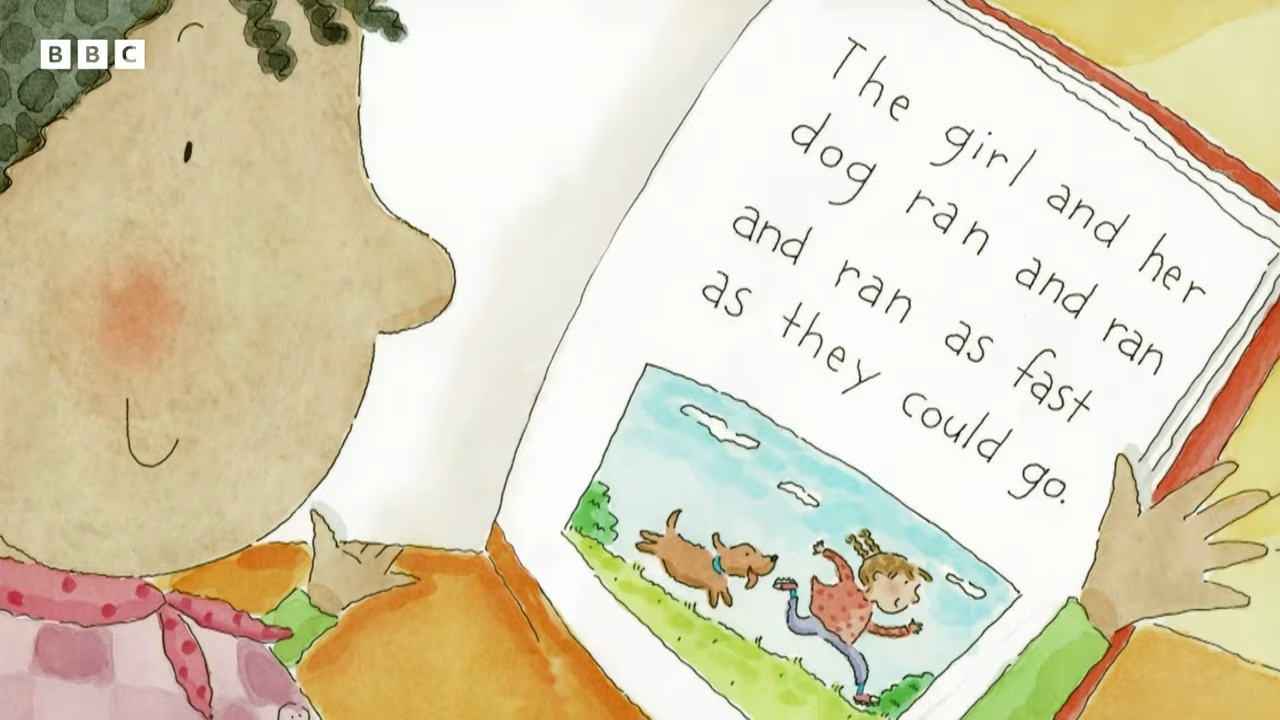 BBC
The girl and her
dog ran and ran
and ran as fast
as they could go.